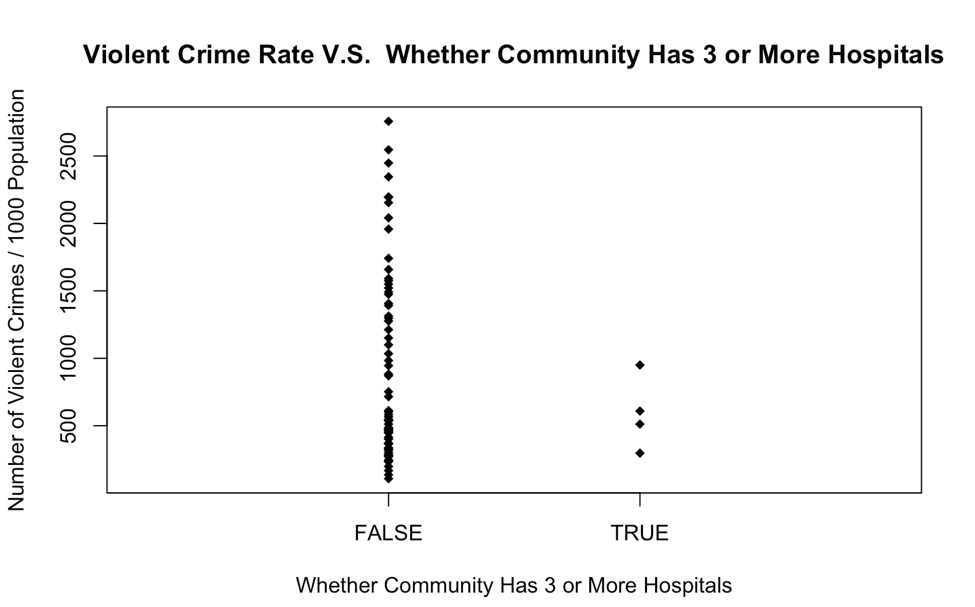 Violent Crime Rate V.S.  Whether Community Has 3 or More Hospitals
Number of Violent Crimes / 1000 Population
2500
2000
1500
1000
500
FALSE TRUE
Whether Community Has 3 or More Hospitals